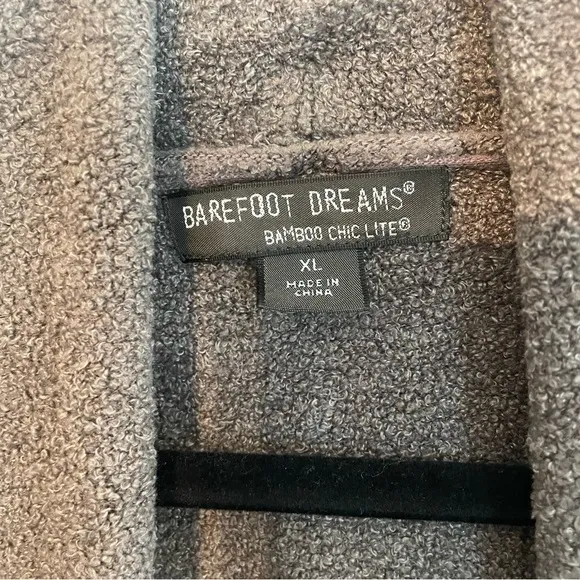 BAREFOOT DREAMS®
BAMBOO CHIC LITE®
XL
MADE IN
CHINA